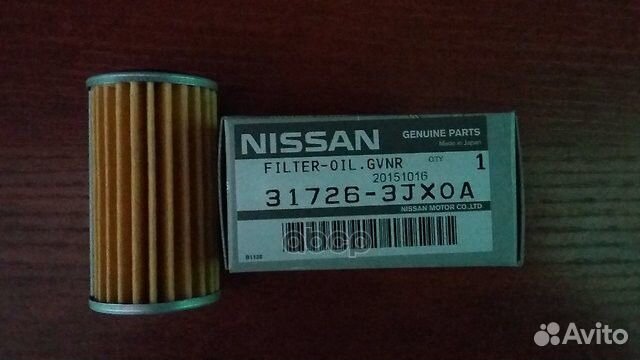 NISSAN
GENUINE PARTS
Made in Japan
FILTER-OIL.GVNR QTY 1
20151016
31726-3JX0A
NISSAN MOTOR CO.,LTD
Avito